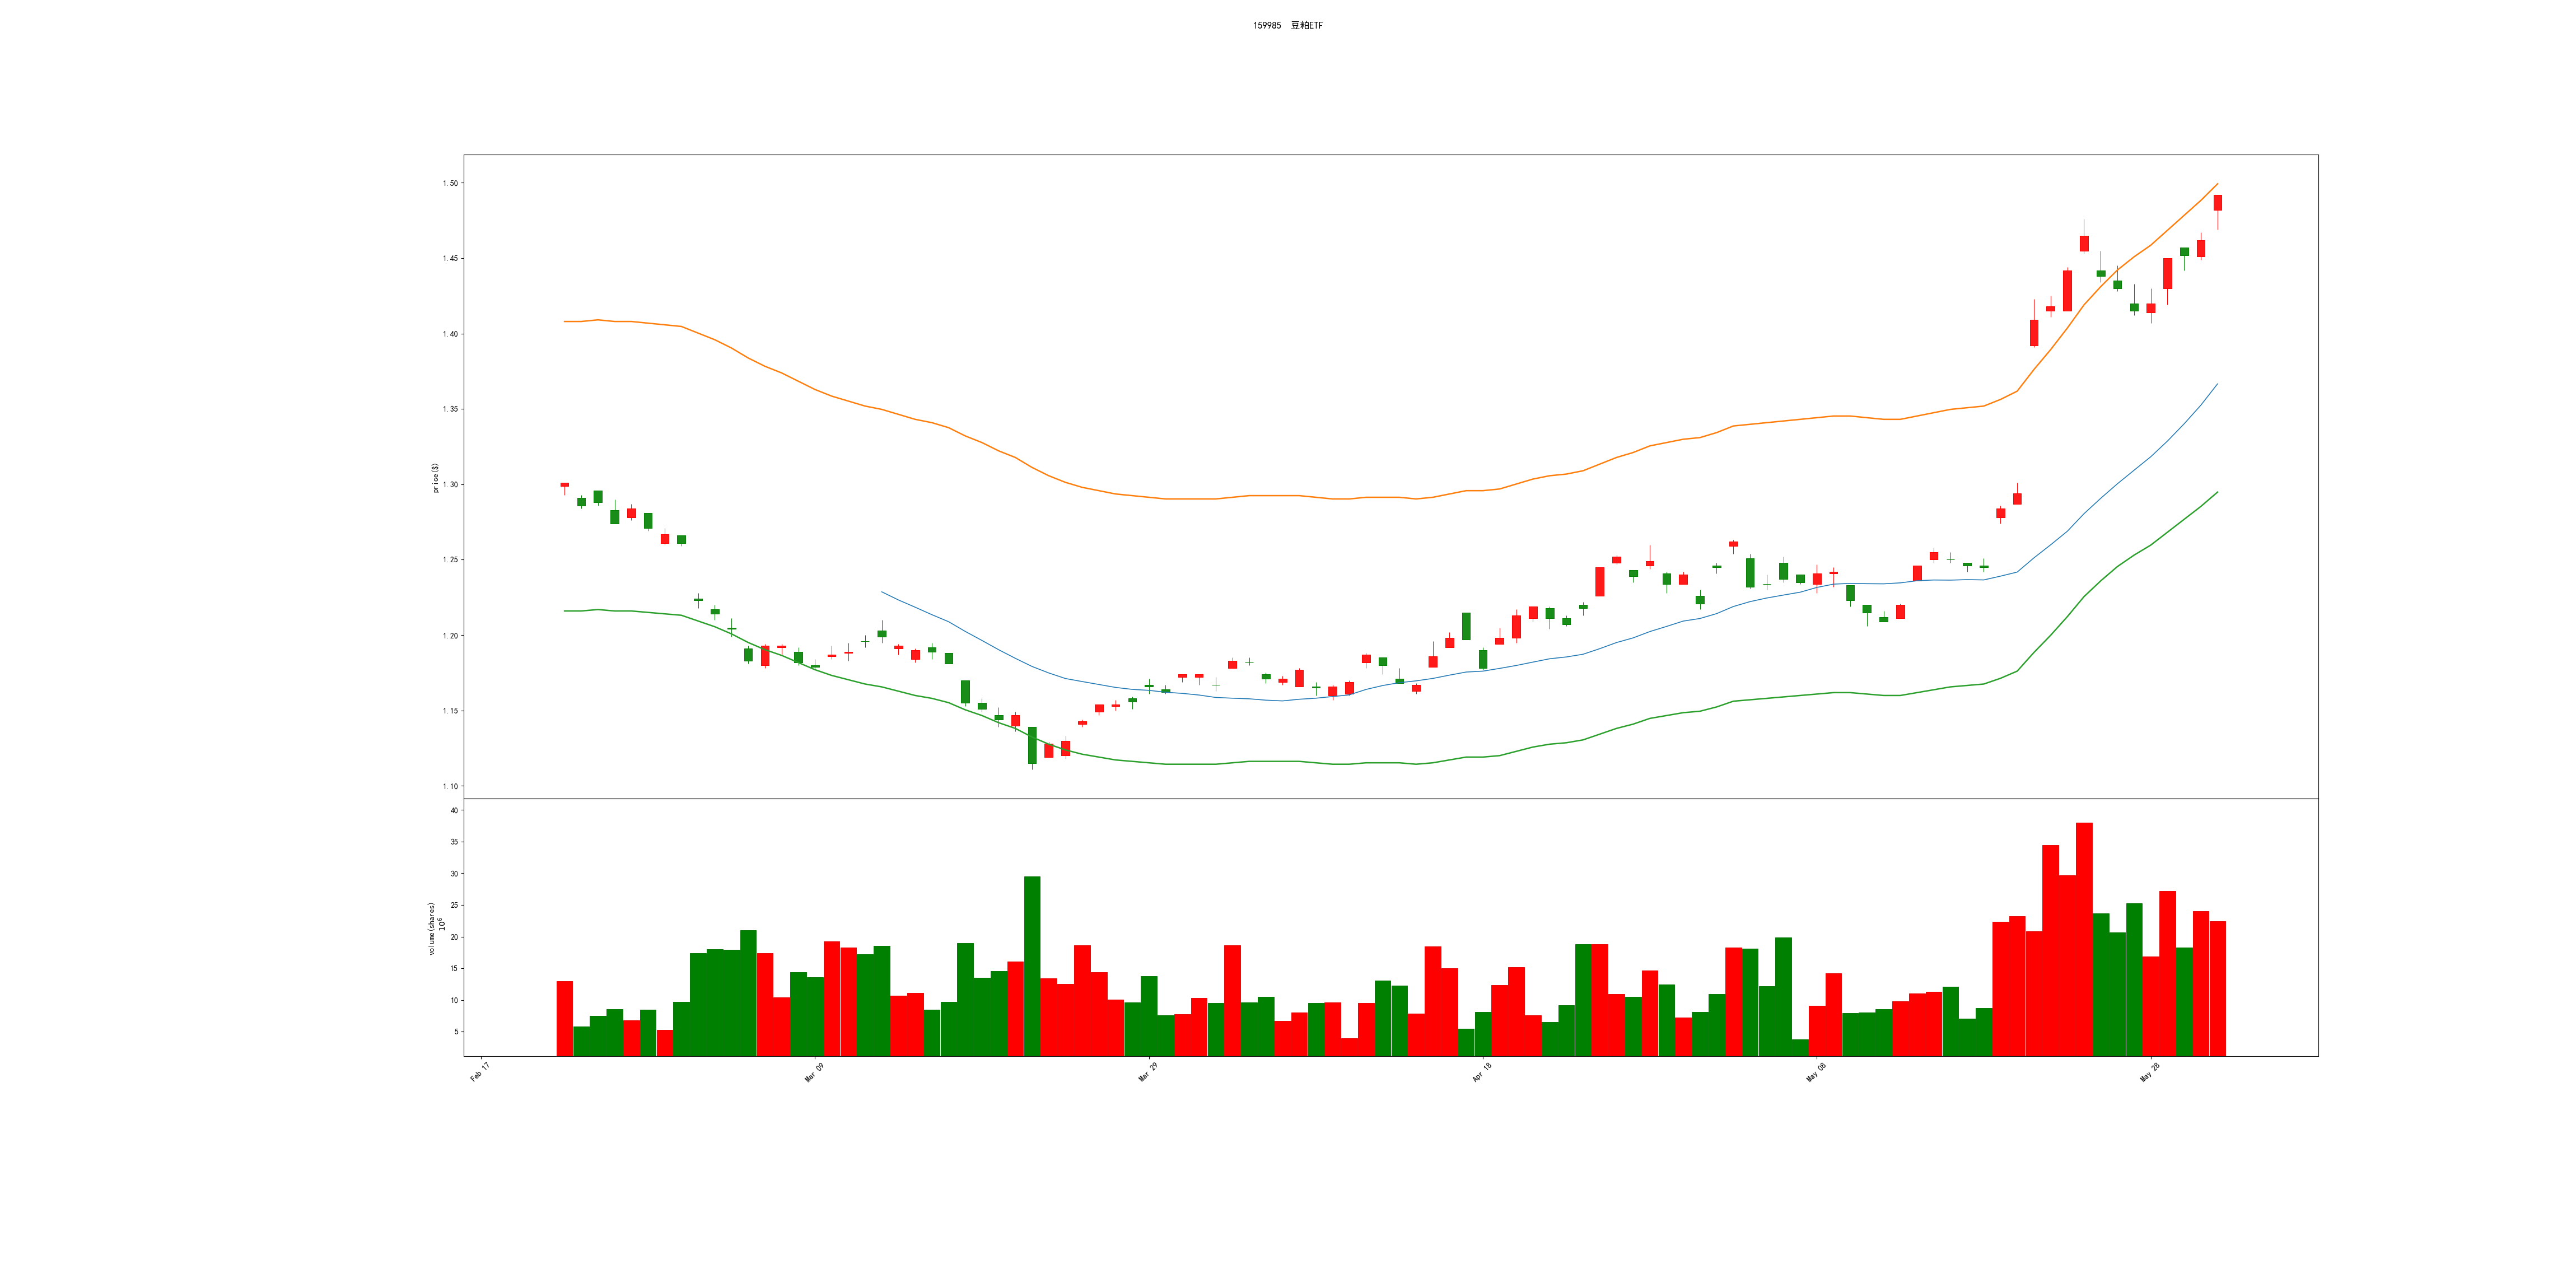 159985  豆粕ETF
1.50
1.45
1.40
1.35
1.30
1.25
1.20
1.15
1.10
price($)
40
35
30
25
20
15
10
5
volume(shares)
10^6
Feb 17
Mar 09
Mar 29
Apr 18
May 08
May 28